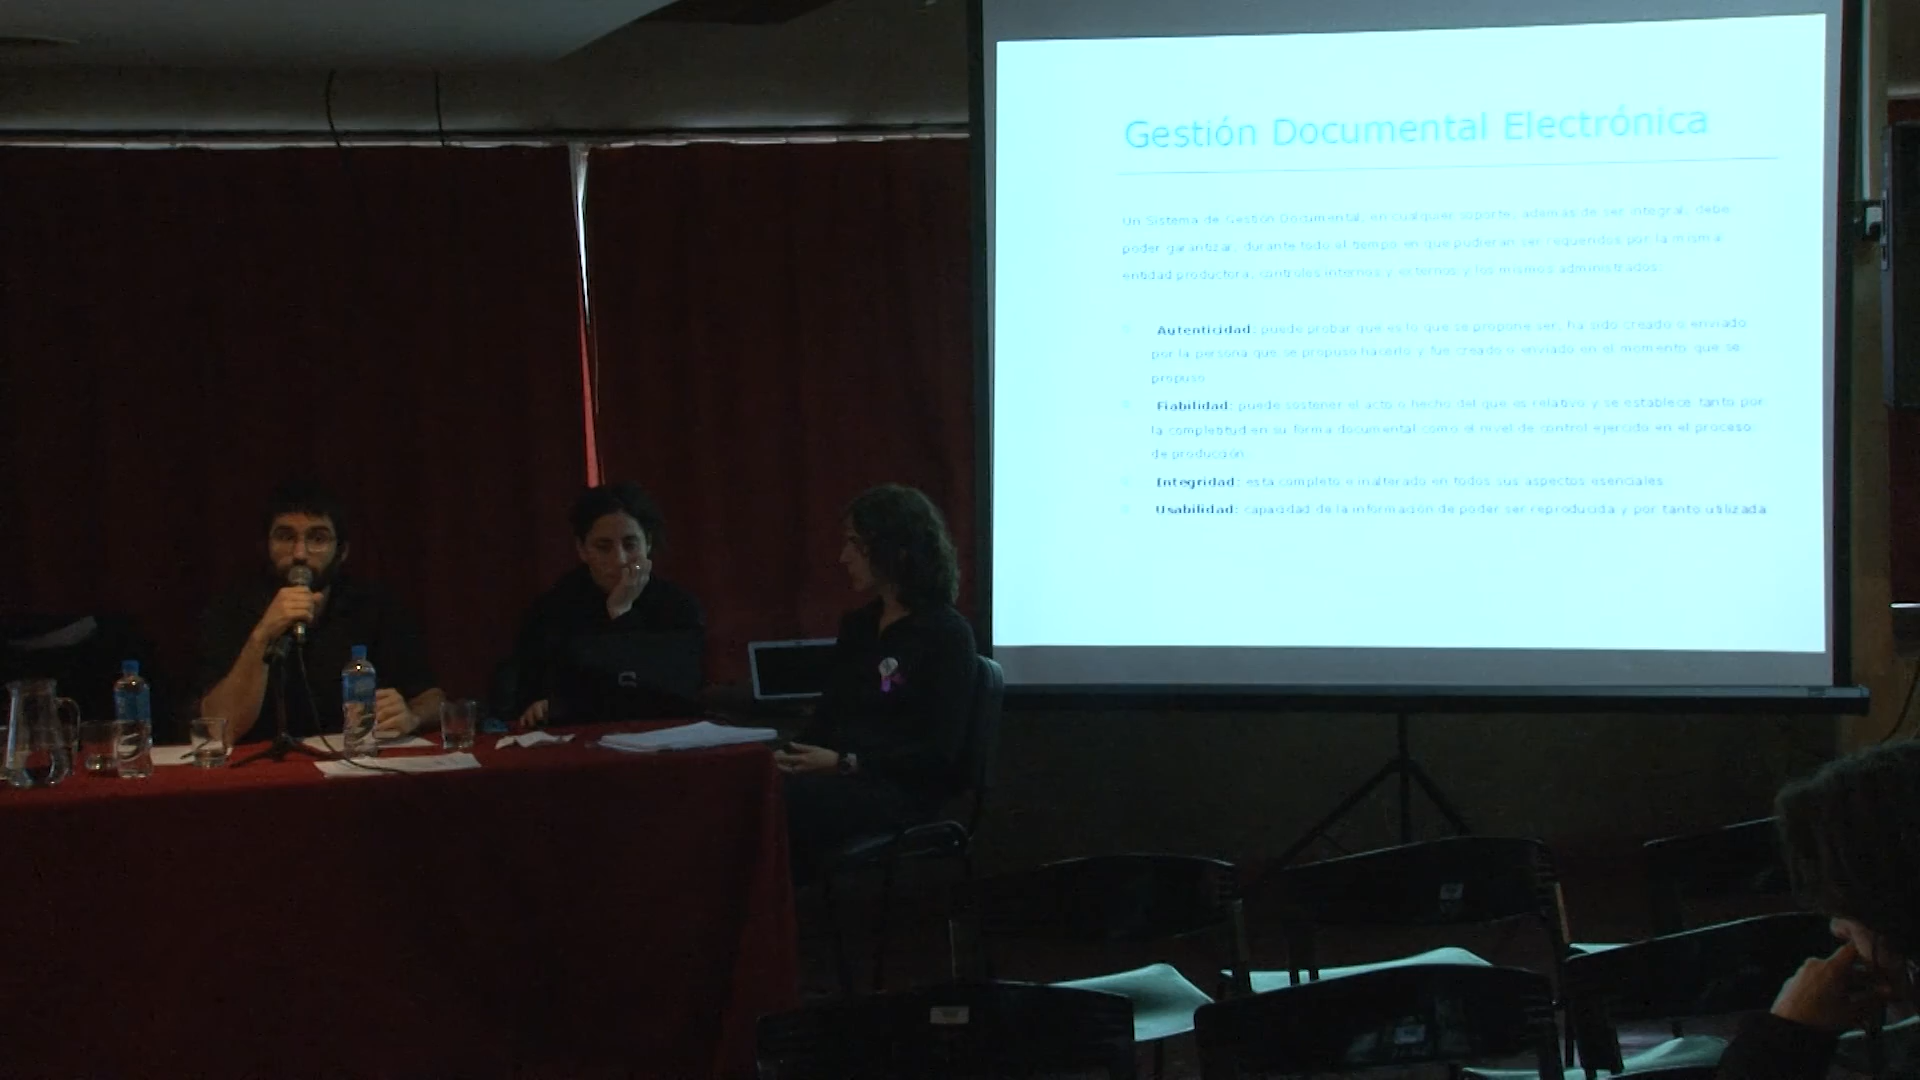 Gestión Documental Electrónica
Un Sistema de Gestión Documental, en cualquier soporte, además de ser integral, debe
poder garantizar, durante todo el tiempo en que pudieran ser requeridos por la misma
entidad productora, controles internos y externos y los mismos administrados:
Autenticidad: puede probar que es lo que se propone ser, ha sido creado o enviado
por la persona que se propuso hacerlo y fue creado o enviado en el momento que se
propuso
Fiabilidad: puede sostener el acto o hecho del que es relativo y se establece tanto por
la completitud en su forma documental como el nivel de control ejercido en el proceso
de producción
Integridad: esta completo e inalterado en todos sus aspectos esenciales
Usabilidad: capacidad de la información de poder ser reproducida y por tanto utilizada